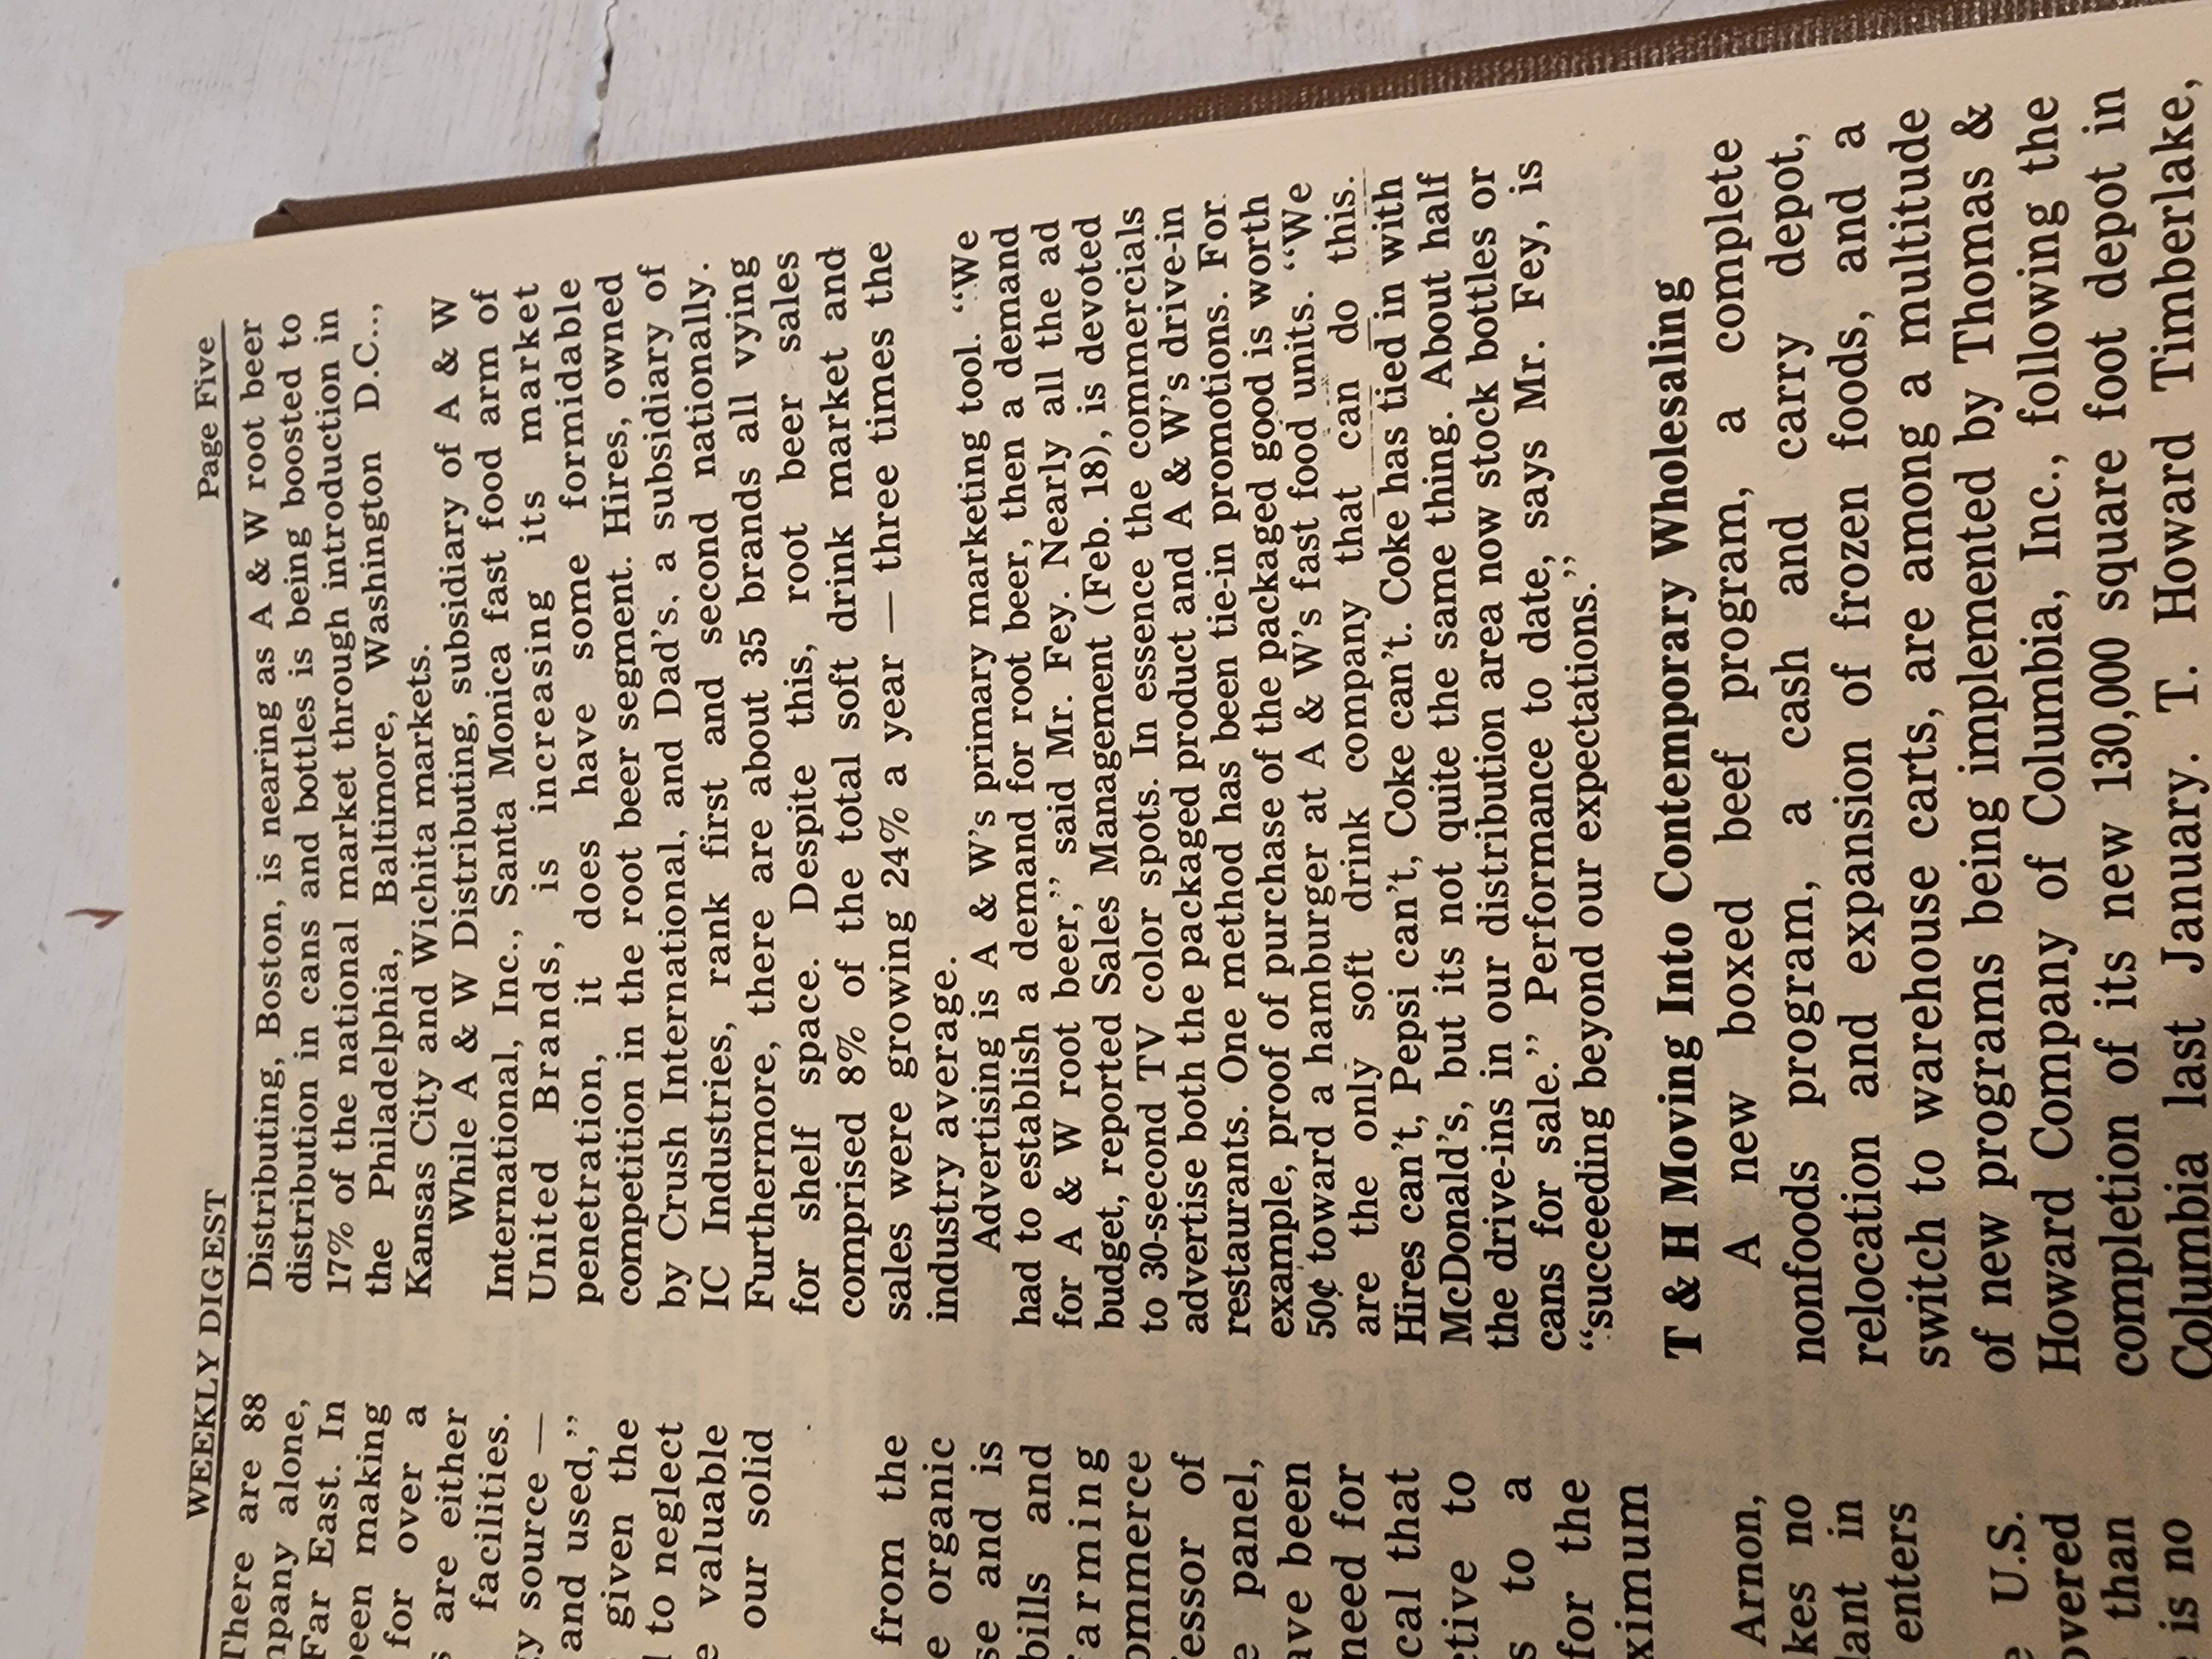 WEEKLY DIGEST Page Five
There are 88
company alone,
Far East. In
been making
for over a
are either
facilities.
source —
and used,”
given the
to neglect
valuable
our solid
from the
organic
and is
bills and
farming
commerce
of
panel,
have been
need for
that
to
to a
for the
maximum
Arnon,
no
in
enters
U.S.
than
is no
Distributing, Boston, is nearing as A & W root beer
distribution in cans and bottles is being boosted to
17% of the national market through introduction in
the Philadelphia, Baltimore, Washington D.C..,
Kansas City and Wichita markets.
While A & W Distributing, subsidiary of A & W
International, Inc., Santa Monica fast food arm of
United Brands, is increasing its market
penetration, it does have some formidable
competition in the root beer segment. Hires, owned
by Crush International, and Dad’s, a subsidiary of
IC Industries, rank first and second nationally.
Furthermore, there are about 35 brands all vying
for shelf space. Despite this, root beer sales
comprised 8% of the total soft drink market and
sales were growing 24% a year — three times the
industry average.
Advertising is A & W’s primary marketing tool. “We
had to establish a demand for root beer, then a demand
for A & W root beer,” said Mr. Fey. Nearly all the ad
budget, reported Sales Management (Feb. 18), is devoted
to 30-second TV color spots. In essence the commercials
advertise both the packaged product and A & W’s drive-in
restaurants. One method has been tie-in promotions. For
example, proof of purchase of the packaged good is worth
50¢ toward a hamburger at A & W’s fast food units. “We
are the only soft drink company that can do this.
Hires can’t, Pepsi can’t, Coke can’t. Coke has tied in with
McDonald’s, but its not quite the same thing. About half
the drive-ins in our distribution area now stock bottles or
cans for sale.” Performance to date, says Mr. Fey, is
“succeeding beyond our expectations.”
T & H Moving Into Contemporary Wholesaling
A new boxed beef program, a complete
nonfoods program, a cash and carry depot,
relocation and expansion of frozen foods, and a
switch to warehouse carts, are among a multitude
of new programs being implemented by Thomas &
Howard Company of Columbia, Inc., following the
completion of its new 130,000 square foot depot in
Columbia last January. T. Howard Timberlake,